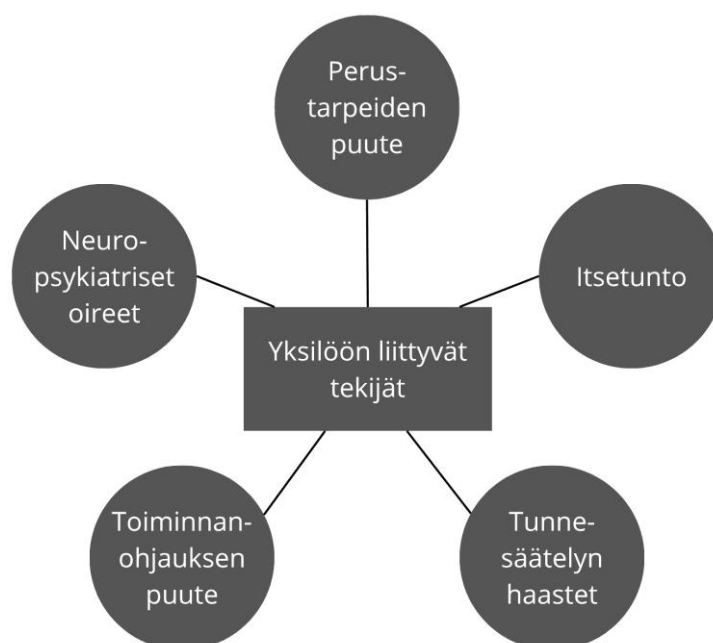 Perus-
tarpeiden
puute
Neuro-
psykiatriset
oireet
Itsetunto
Yksilöön liittyvät
tekijät
Toiminnan-
ohjauksen
puute
Tunne-
säätelyn
haastet